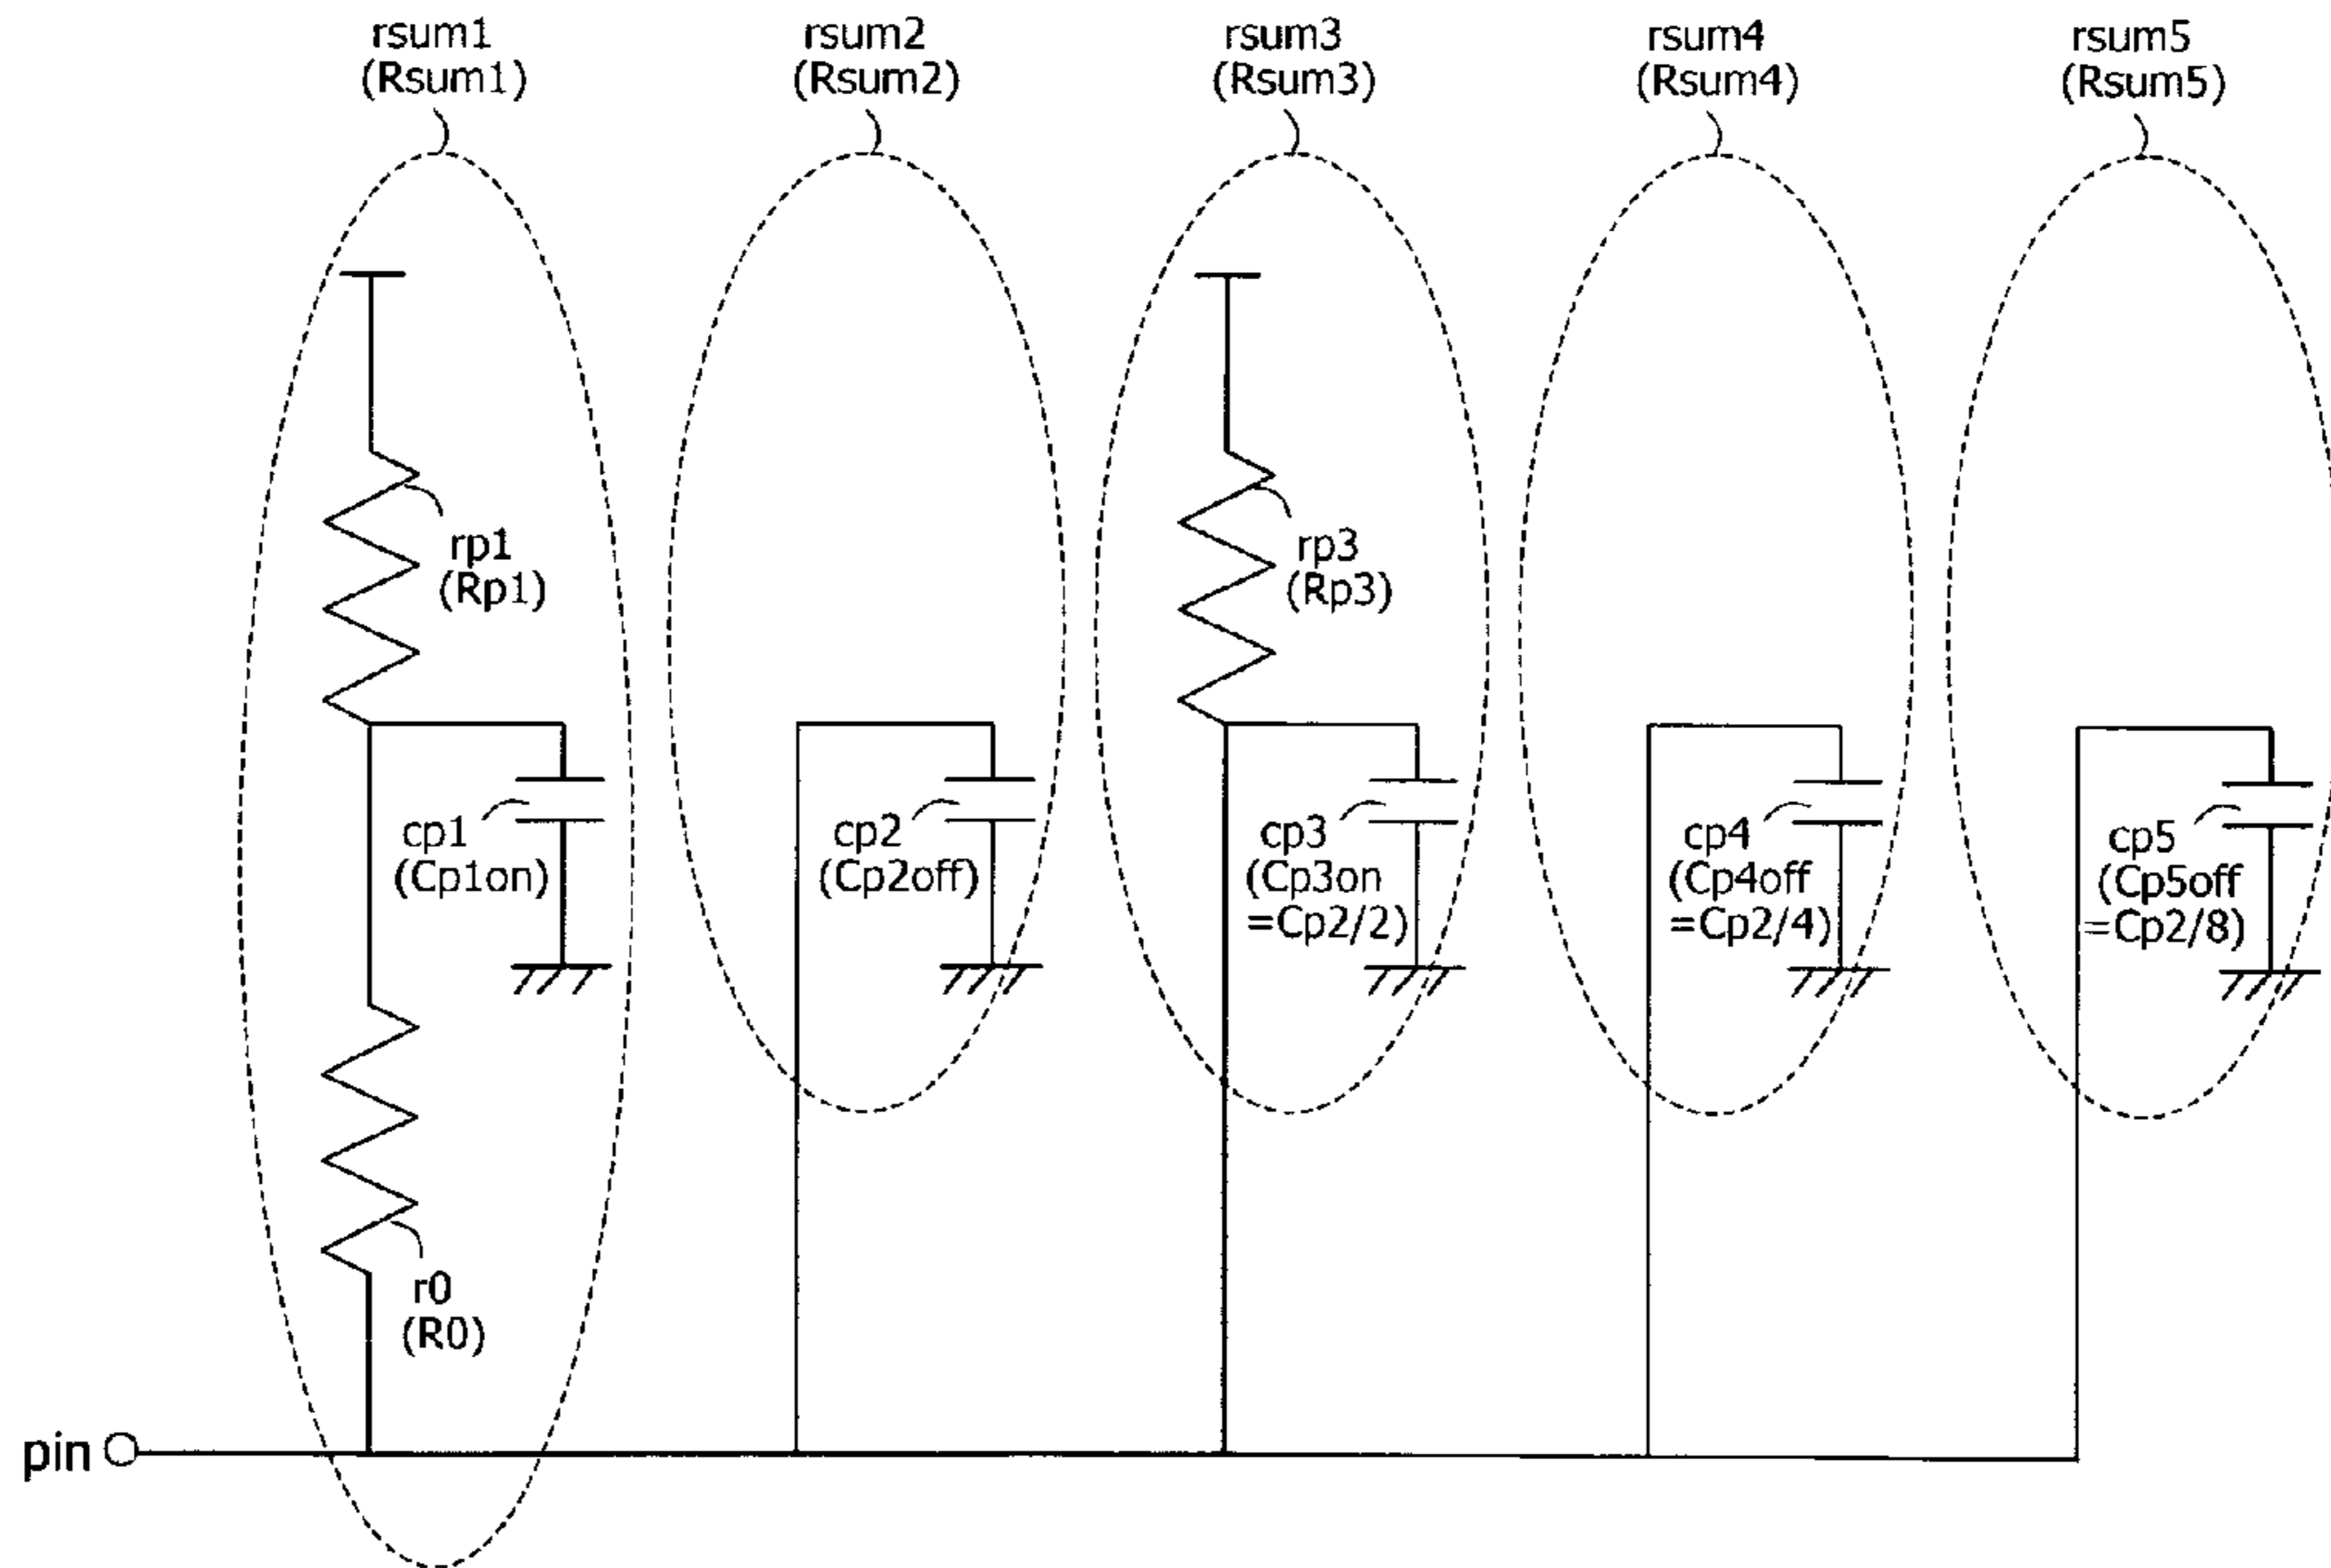 rsum1
(Rsum1)
rsum2
(Rsum2)
rsum3
(Rsum3)
rsum4
(Rsum4)
rsum5
(Rsum5)
rp1
(Rp1)
rp3
(Rp3)
cp1
(Cp1on)
cp2
(Cp2off)
cp3
(Cp3on
=Cp2/2)
cp4
(Cp4off
=Cp2/4)
cp5
(Cp5off
=Cp2/8)
r0
(R0)
pin